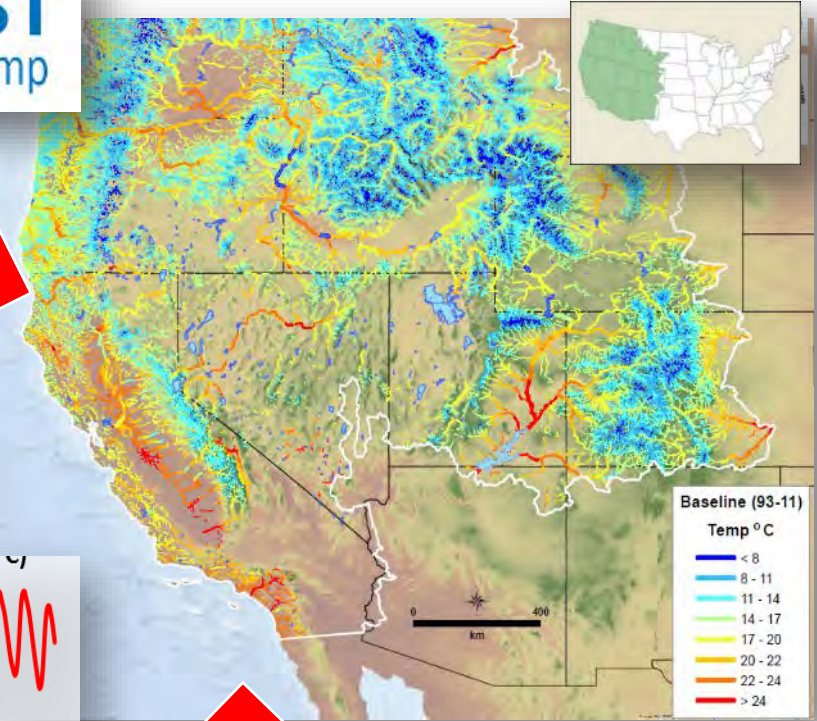 ST
mp
C)
0 400
km
Baseline (93-11)
Temp °C
< 8
8 - 11
11 - 14
14 - 17
17 - 20
20 - 22
22 - 24
> 24